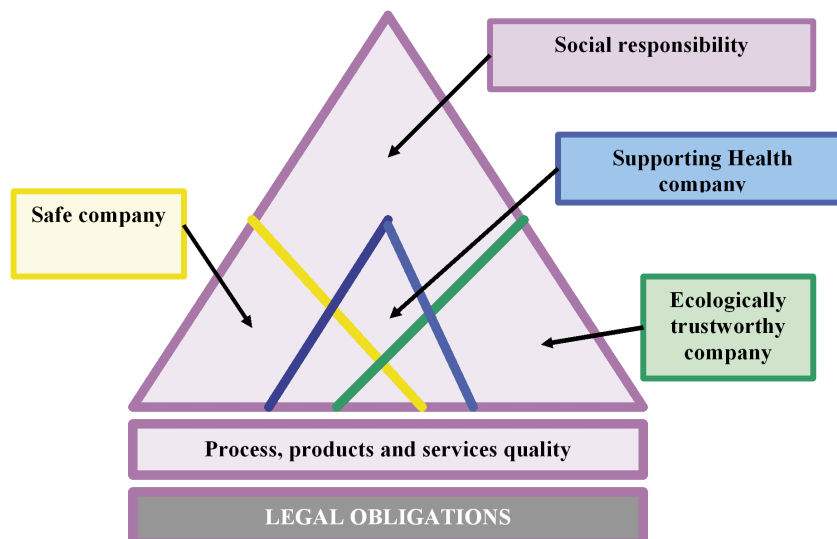 Social responsibility
Supporting Health
company
Safe company
Ecologically
trustworthy
company
Process, products and services quality
LEGAL OBLIGATIONS